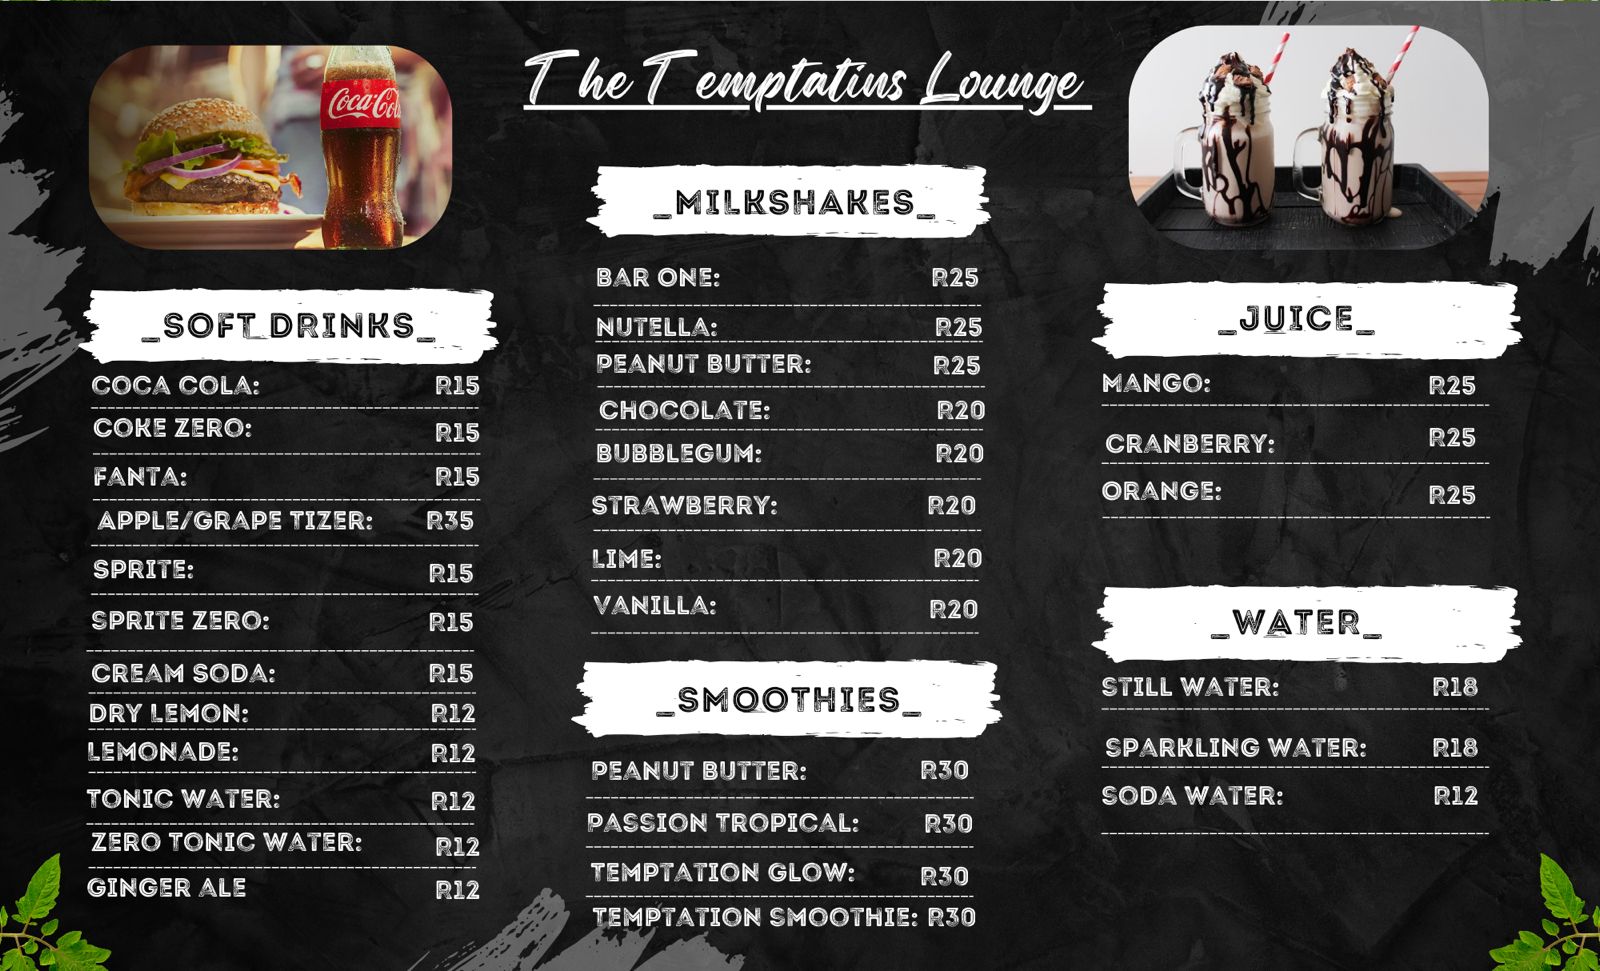 The Temptatins Lounge
Coca-Cola
_SOFT DRINKS_
COCA COLA: R15
COKE ZERO: R15
FANTA: R15
APPLE/GRAPE TIZER: R35
SPRITE: R15
SPRITE ZERO: R15
CREAM SODA: R15
DRY LEMON: R12
LEMONADE: R12
TONIC WATER: R12
ZERO TONIC WATER: R12
GINGER ALE R12
_MILKSHAKES_
BAR ONE: R25
NUTELLA: R25
PEANUT BUTTER: R25
CHOCOLATE: R20
BUBBLEGUM: R20
STRAWBERRY: R20
LIME: R20
VANILLA: R20
_SMOOTHIES_
PEANUT BUTTER: R30
PASSION TROPICAL: R30
TEMPTATION GLOW: R30
TEMPTATION SMOOTHIE: R30
_JUICE_
MANGO: R25
CRANBERRY: R25
ORANGE: R25
_WATER_
STILL WATER: R18
SPARKLING WATER: R18
SODA WATER: R12